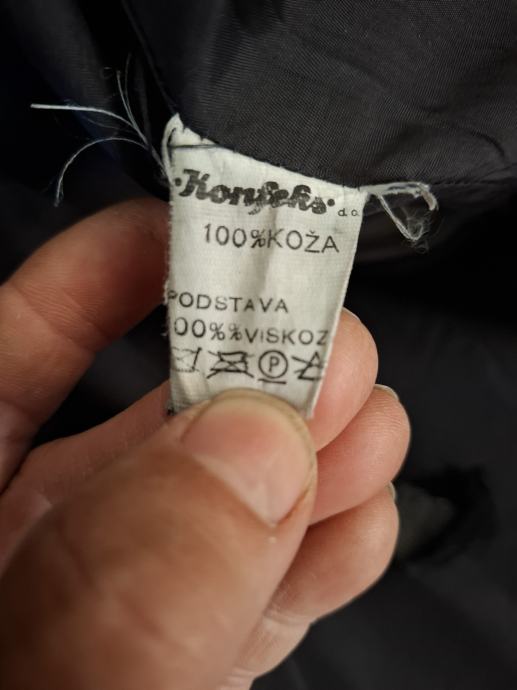 ·Konfeks· d.o.
100%KOŽA
PODSTAVA
00%%VISKOZ
P